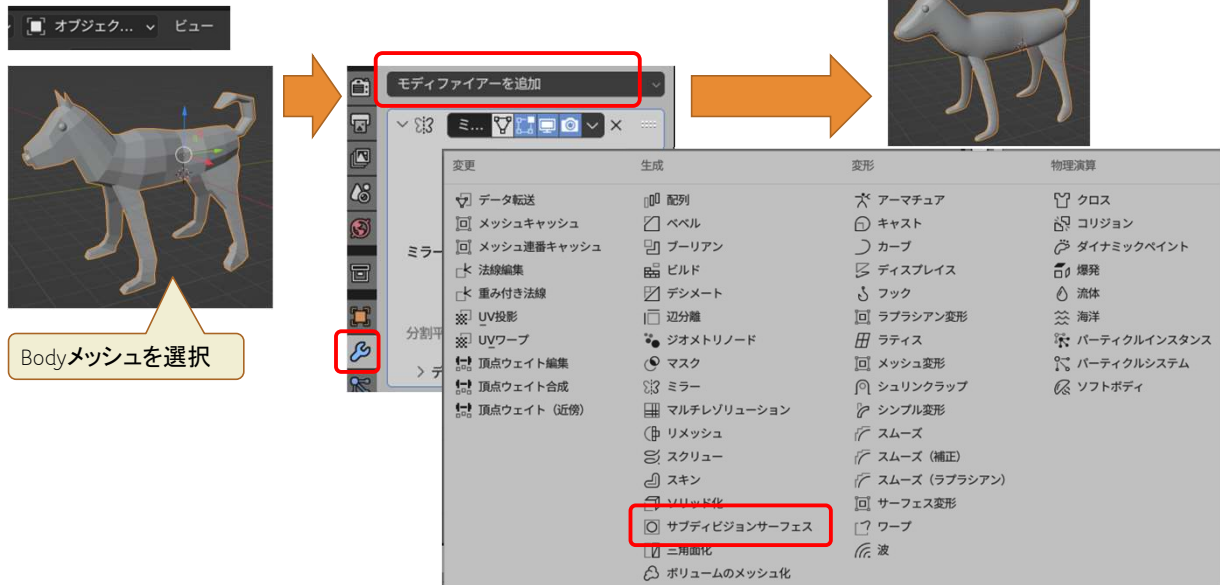 オブジェク... ビュー
Bodyメッシュを選択
モディファイアーを追加
ミ...
ミラー
分割平
デ
変更
データ転送
メッシュキャッシュ
メッシュ連番キャッシュ
法線編集
重み付き法線
UV投影
UVワープ
頂点ウェイト編集
頂点ウェイト合成
頂点ウェイト（近傍）
生成
配列
ベベル
ブーリアン
ビルド
デシメート
辺分離
ジオメトリノード
マスク
ミラー
マルチレゾリューション
リメッシュ
スクリュー
スキン
ソリッド化
サブディビジョンサーフェス
三角面化
ボリュームのメッシュ化
変形
アーマチュア
キャスト
カーブ
ディスプレイス
フック
ラプラシアン変形
ラティス
メッシュ変形
シュリンクラップ
シンプル変形
スムーズ
スムーズ（補正）
スムーズ（ラプラシアン）
サーフェス変形
ワープ
波
物理演算
クロス
コリジョン
ダイナミックペイント
爆発
流体
海洋
パーティクルインスタンス
パーティクルシステム
ソフトボディ